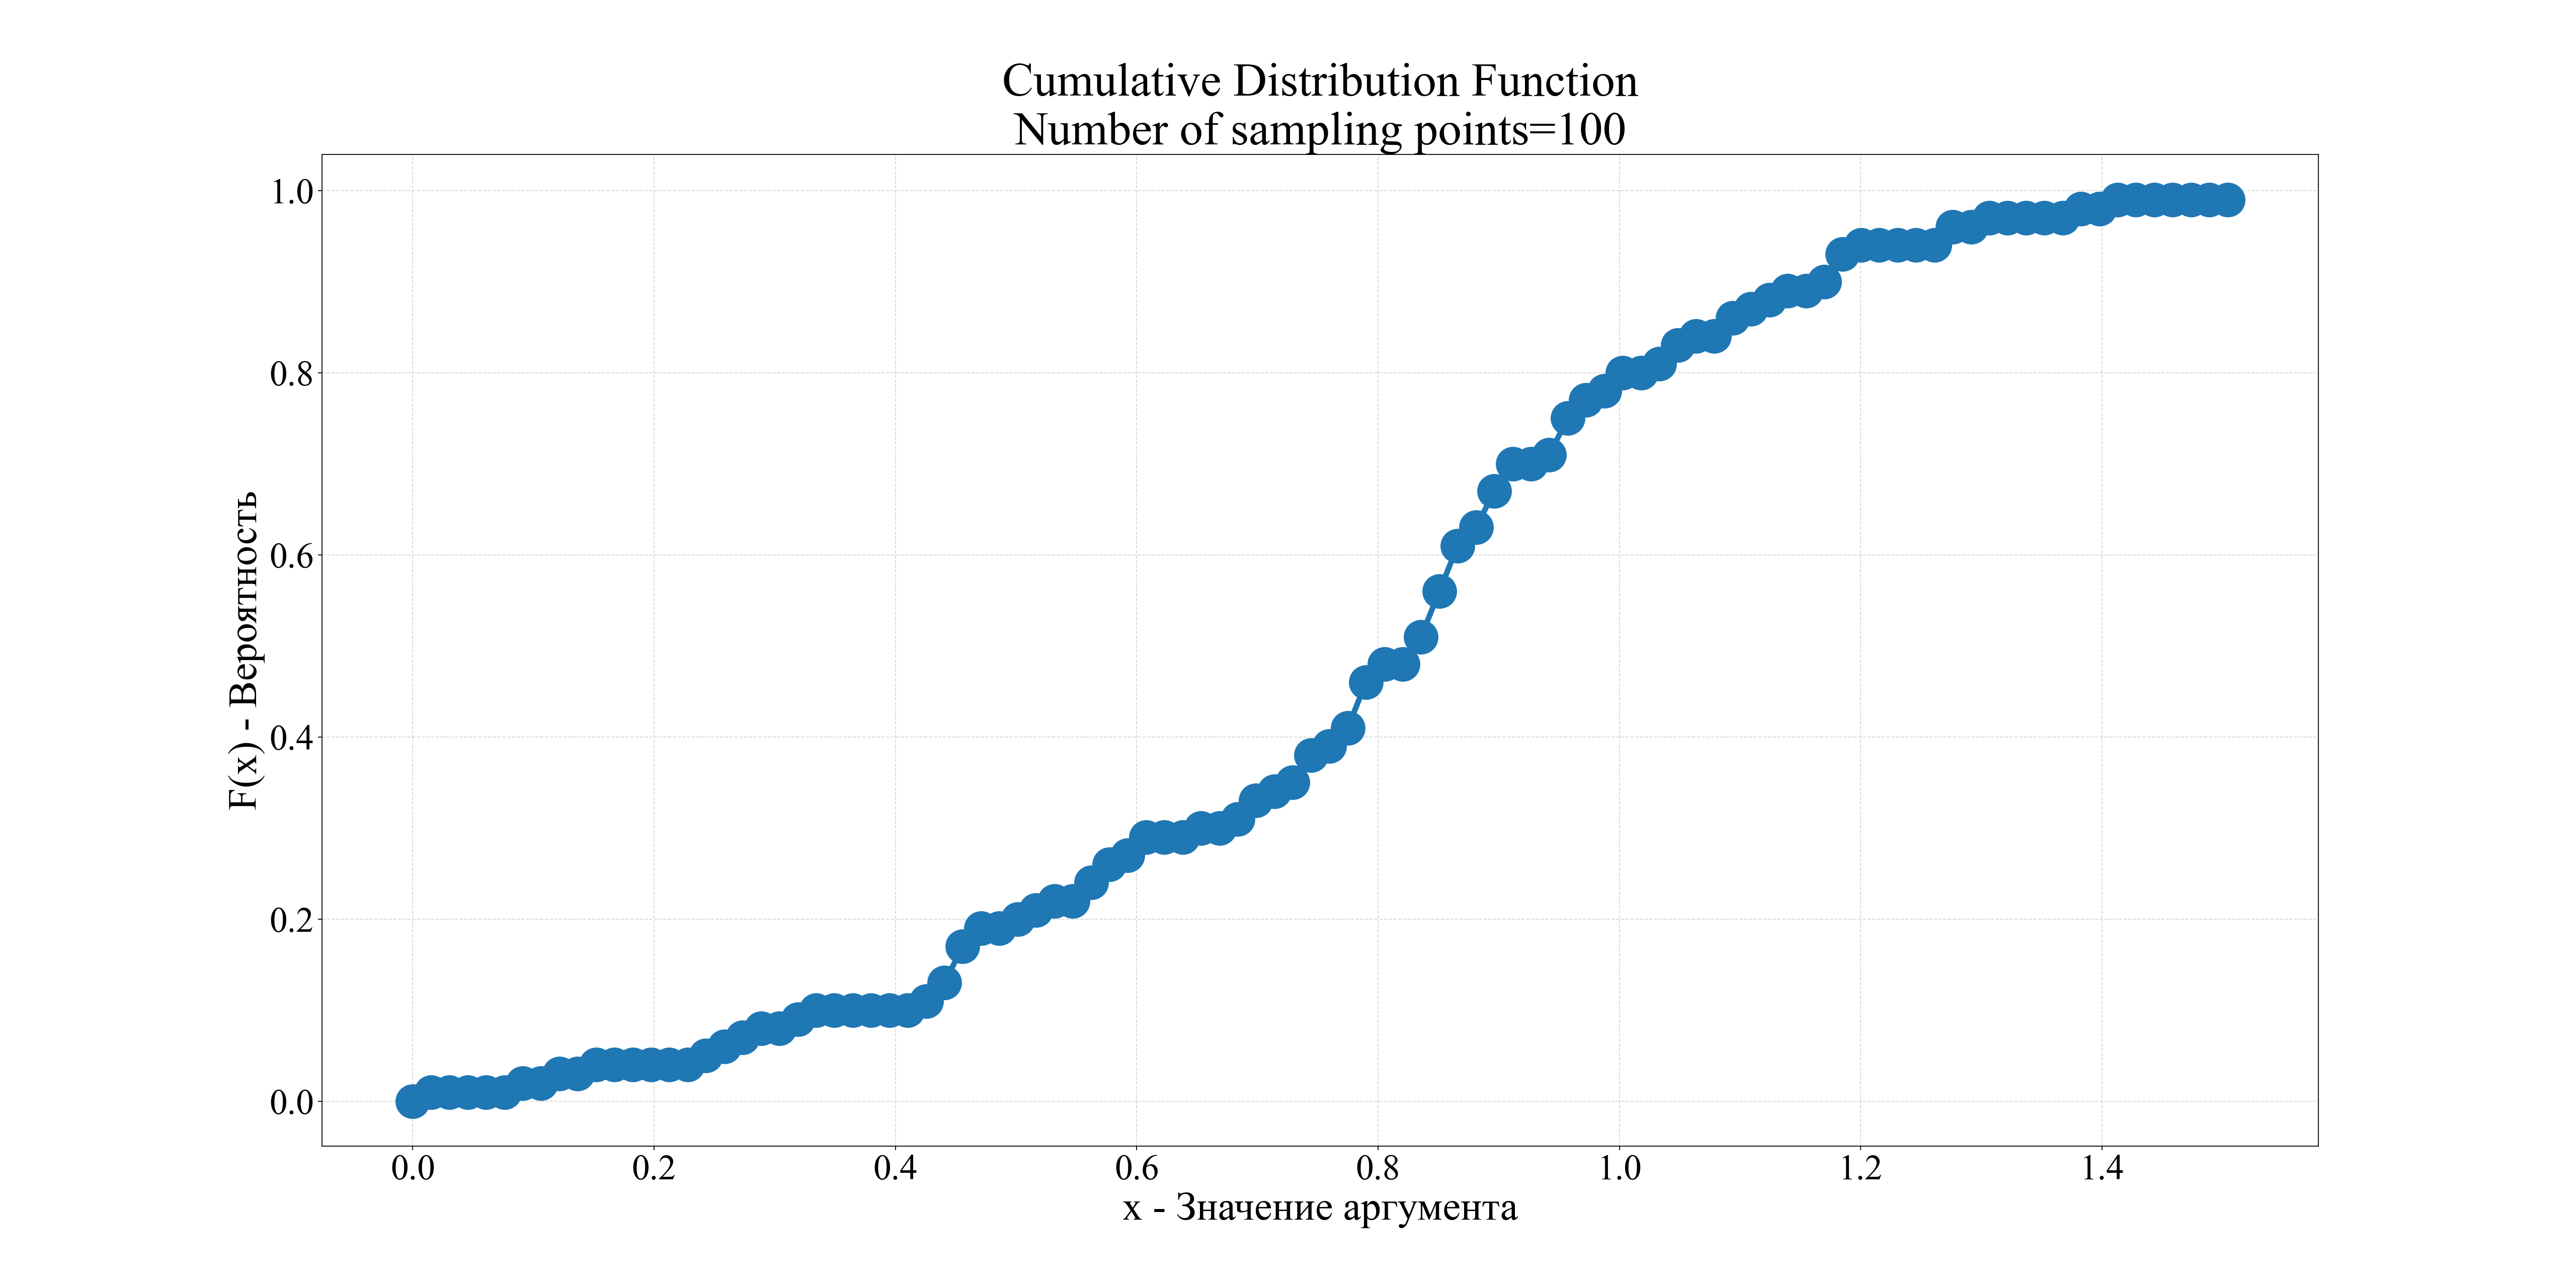 Cumulative Distribution Function
Number of sampling points=100
F(x) - Вероятность
1.0
0.8
0.6
0.4
0.2
0.0
0.0 0.2 0.4 0.6 0.8 1.0 1.2 1.4
x - Значение аргумента